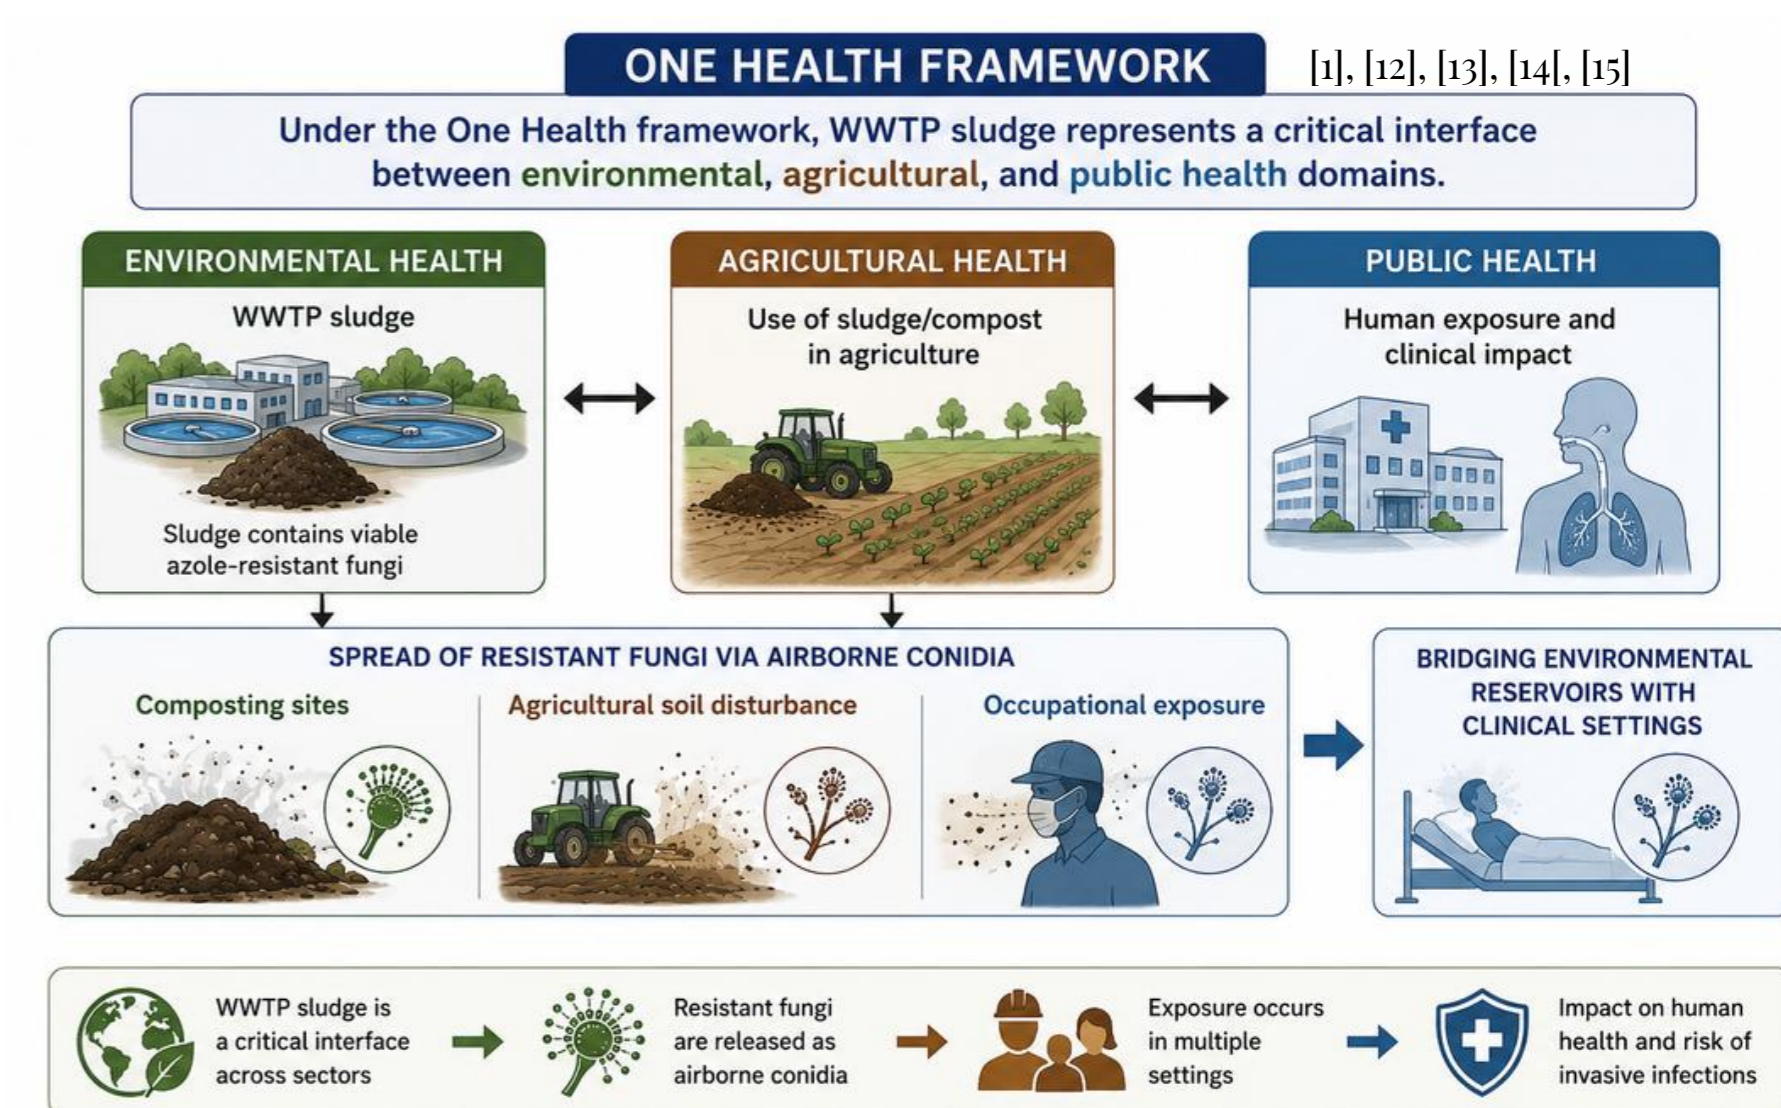 ONE HEALTH FRAMEWORK
[1], [12], [13], [14[, [15]
Under the One Health framework, WWTP sludge represents a critical interface
between environmental, agricultural, and public health domains.
ENVIRONMENTAL HEALTH
WWTP sludge
Sludge contains viable
azole-resistant fungi
AGRICULTURAL HEALTH
Use of sludge/compost
in agriculture
PUBLIC HEALTH
Human exposure and
clinical impact
SPREAD OF RESISTANT FUNGI VIA AIRBORNE CONIDIA
Composting sites
Agricultural soil disturbance
Occupational exposure
BRIDGING ENVIRONMENTAL
RESERVOIRS WITH
CLINICAL SETTINGS
WWTP sludge is
a critical interface
across sectors
Resistant fungi
are released as
airborne conidia
Exposure occurs
in multiple
settings
Impact on human
health and risk of
invasive infections